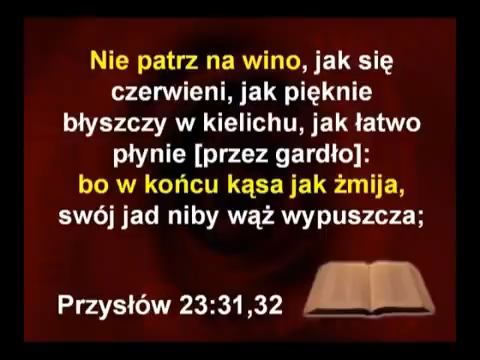 Nie patrz na wino, jak się
czerwieni, jak pięknie
błyszczy w kielichu, jak łatwo
płynie [przez gardło]:
bo w końcu kąsa jak żmija,
swój jad niby wąż wypuszcza;
Przysłów 23:31,32